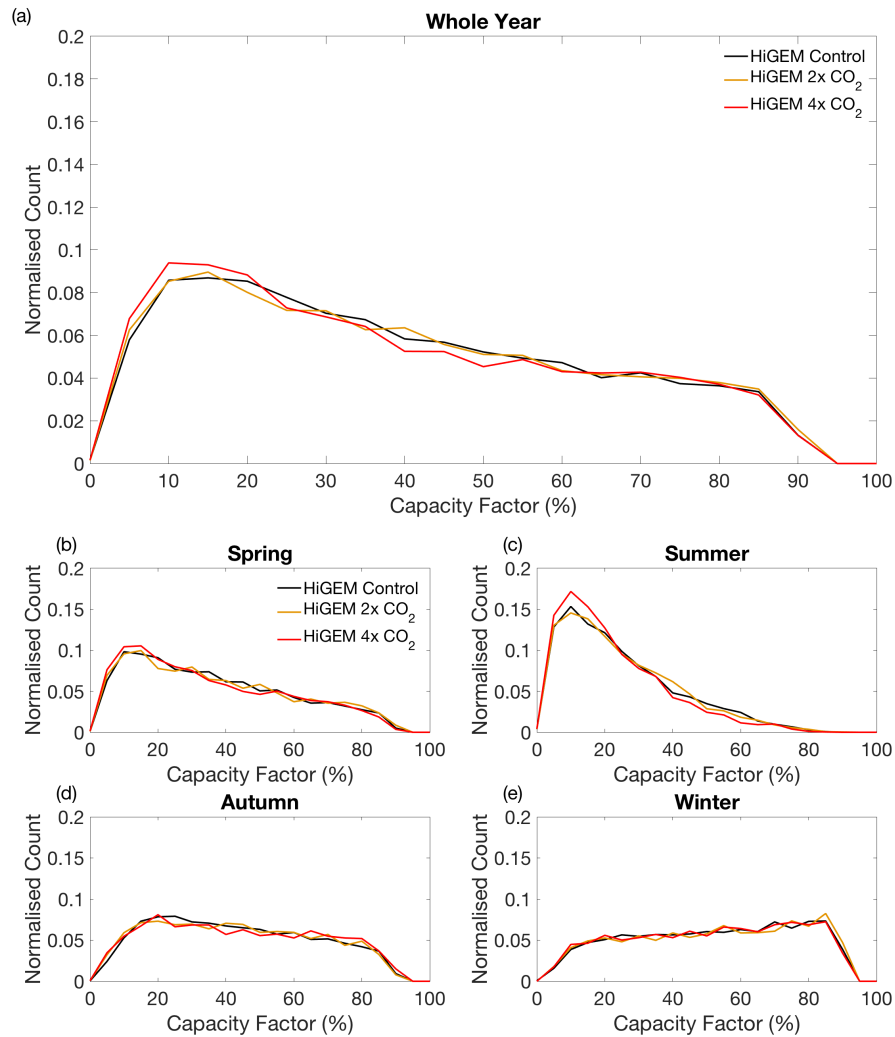 (a)
Whole Year
0.2
0.18
0.16
0.14
0.12
0.1
0.08
0.06
0.04
0.02
0
Normalised Count
HiGEM Control
HiGEM 2x CO2
HiGEM 4x CO2
0 10 20 30 40 50 60 70 80 90 100
Capacity Factor (%)
(b)
Spring
0.2
0.15
0.1
0.05
0
Normalised Count
HiGEM Control
HiGEM 2x CO2
HiGEM 4x CO2
0 20 40 60 80 100
Capacity Factor (%)
(c)
Summer
0.2
0.15
0.1
0.05
0
Normalised Count
0 20 40 60 80 100
Capacity Factor (%)
(d)
Autumn
0.2
0.15
0.1
0.05
0
Normalised Count
0 20 40 60 80 100
Capacity Factor (%)
(e)
Winter
0.2
0.15
0.1
0.05
0
Normalised Count
0 20 40 60 80 100
Capacity Factor (%)